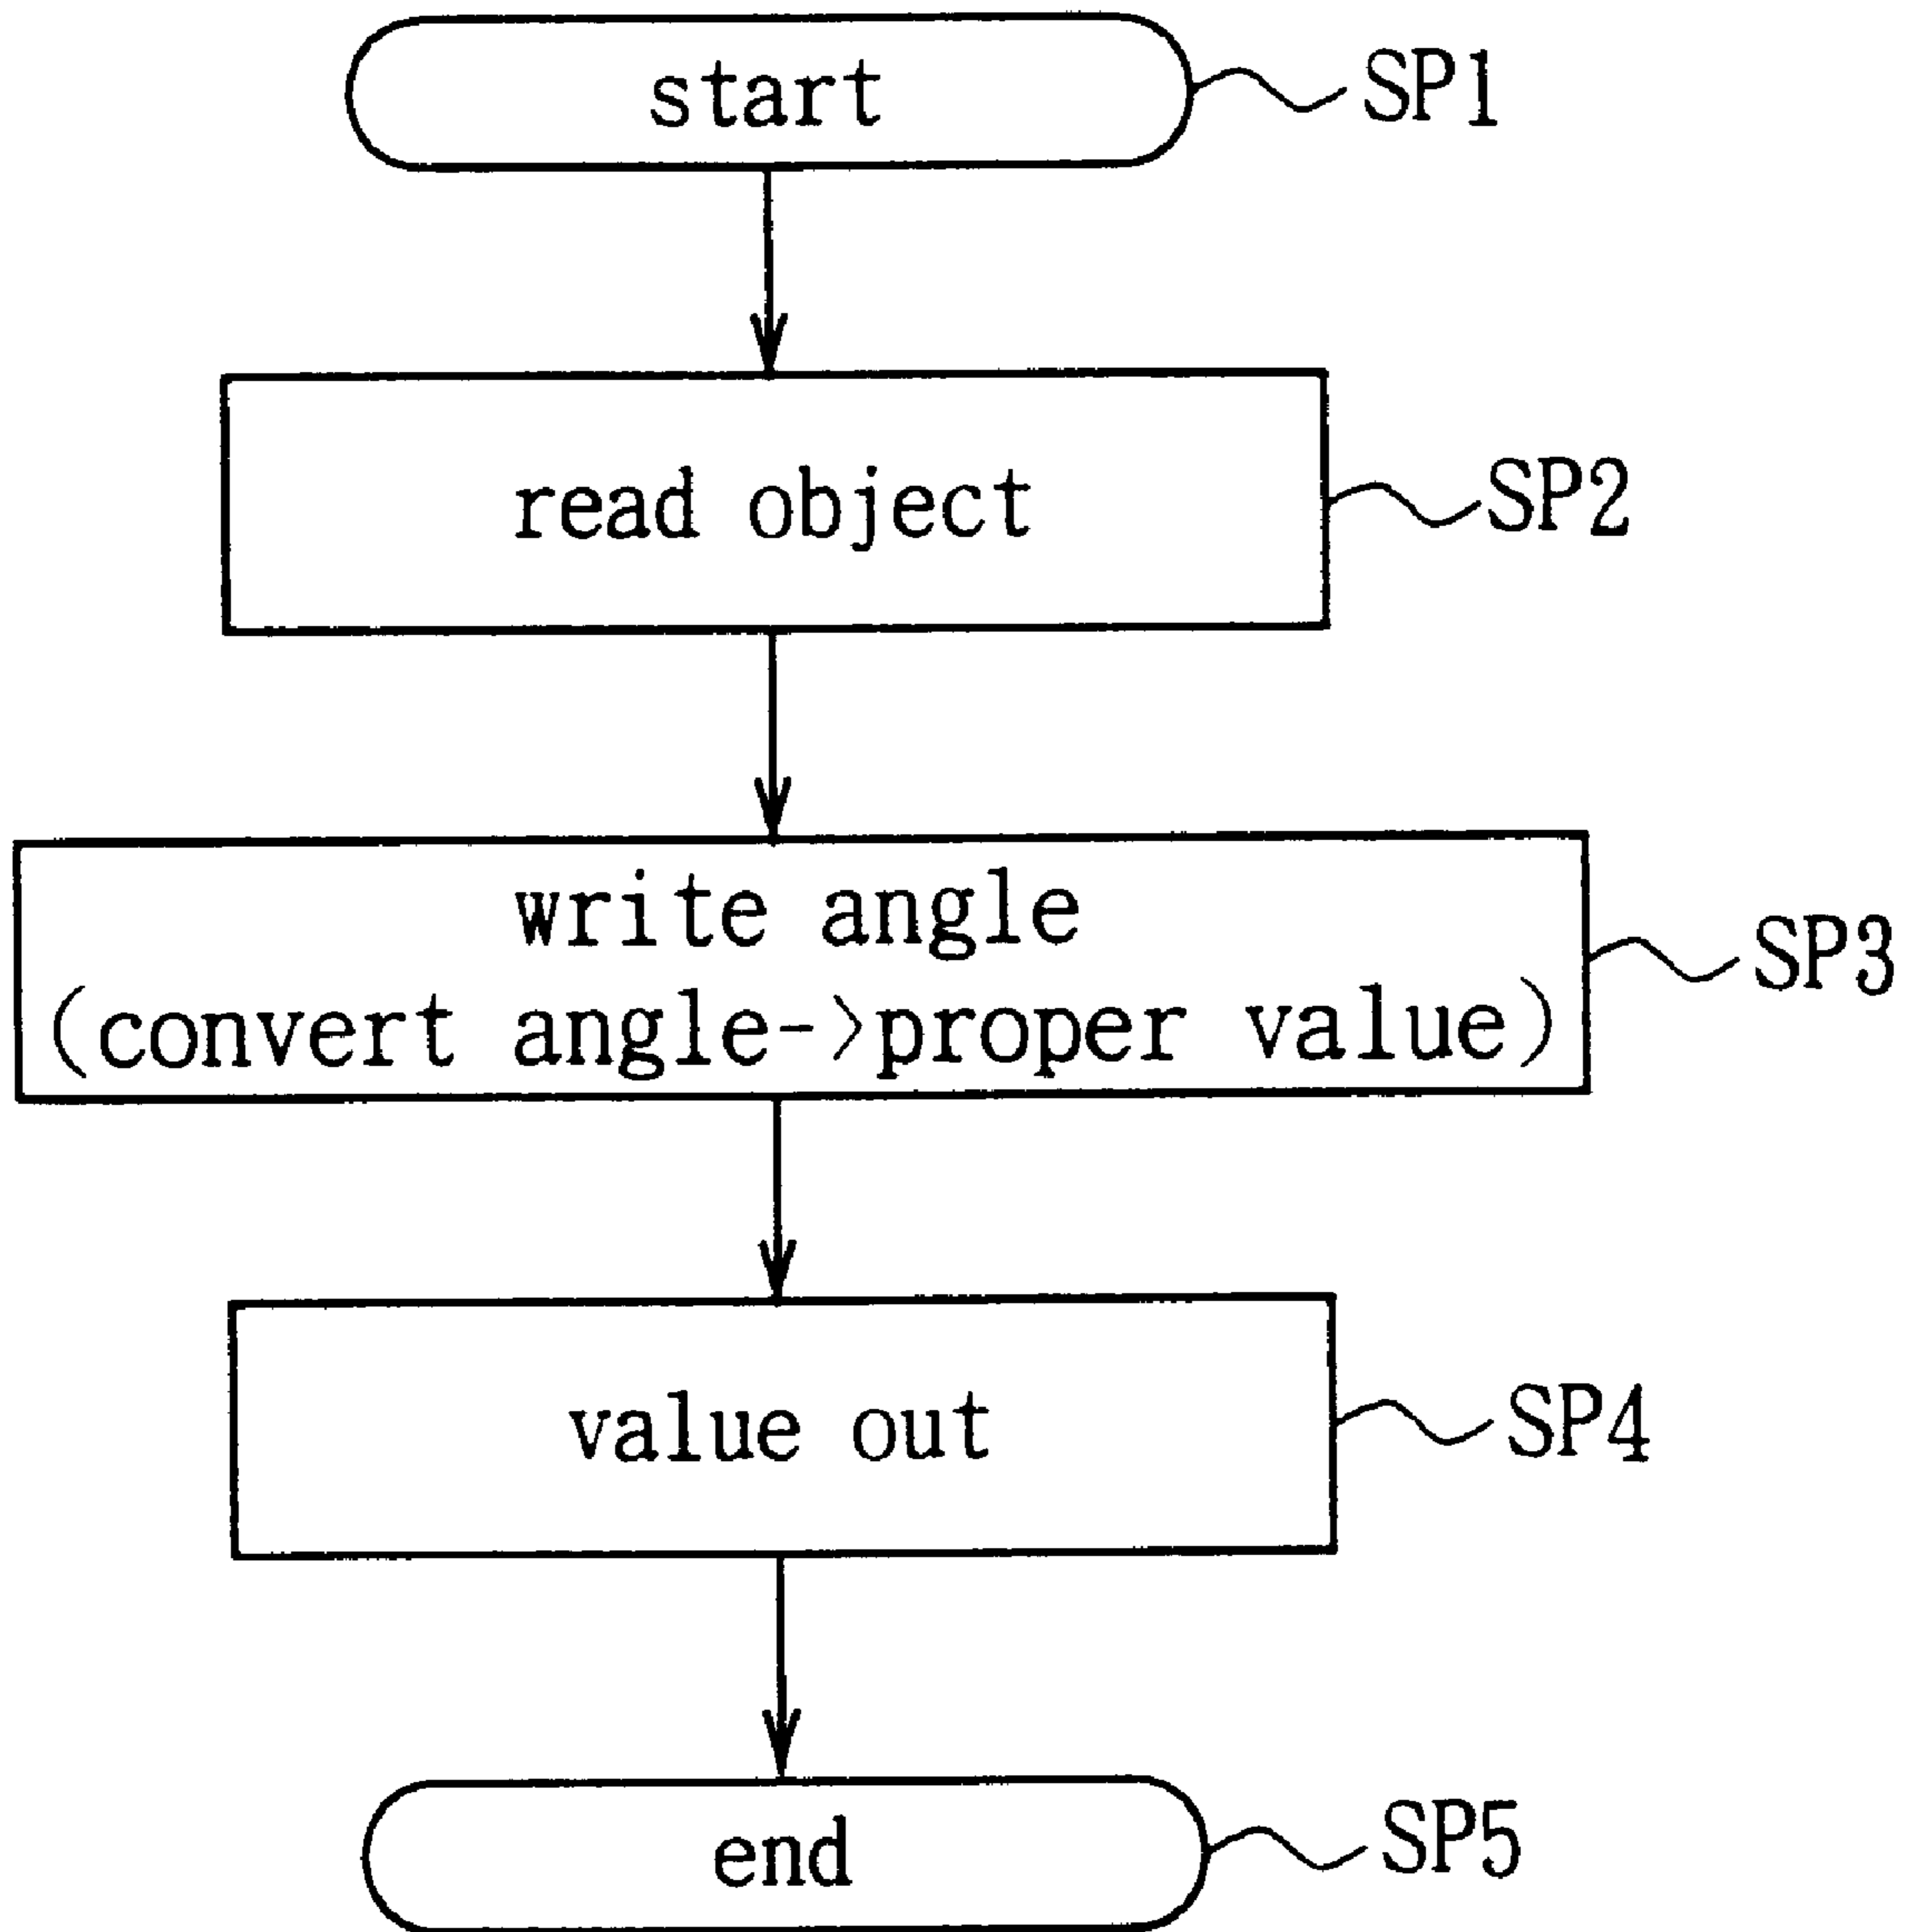 start SP1
read object SP2
write angle
(convert angle->proper value) SP3
value out SP4
end SP5